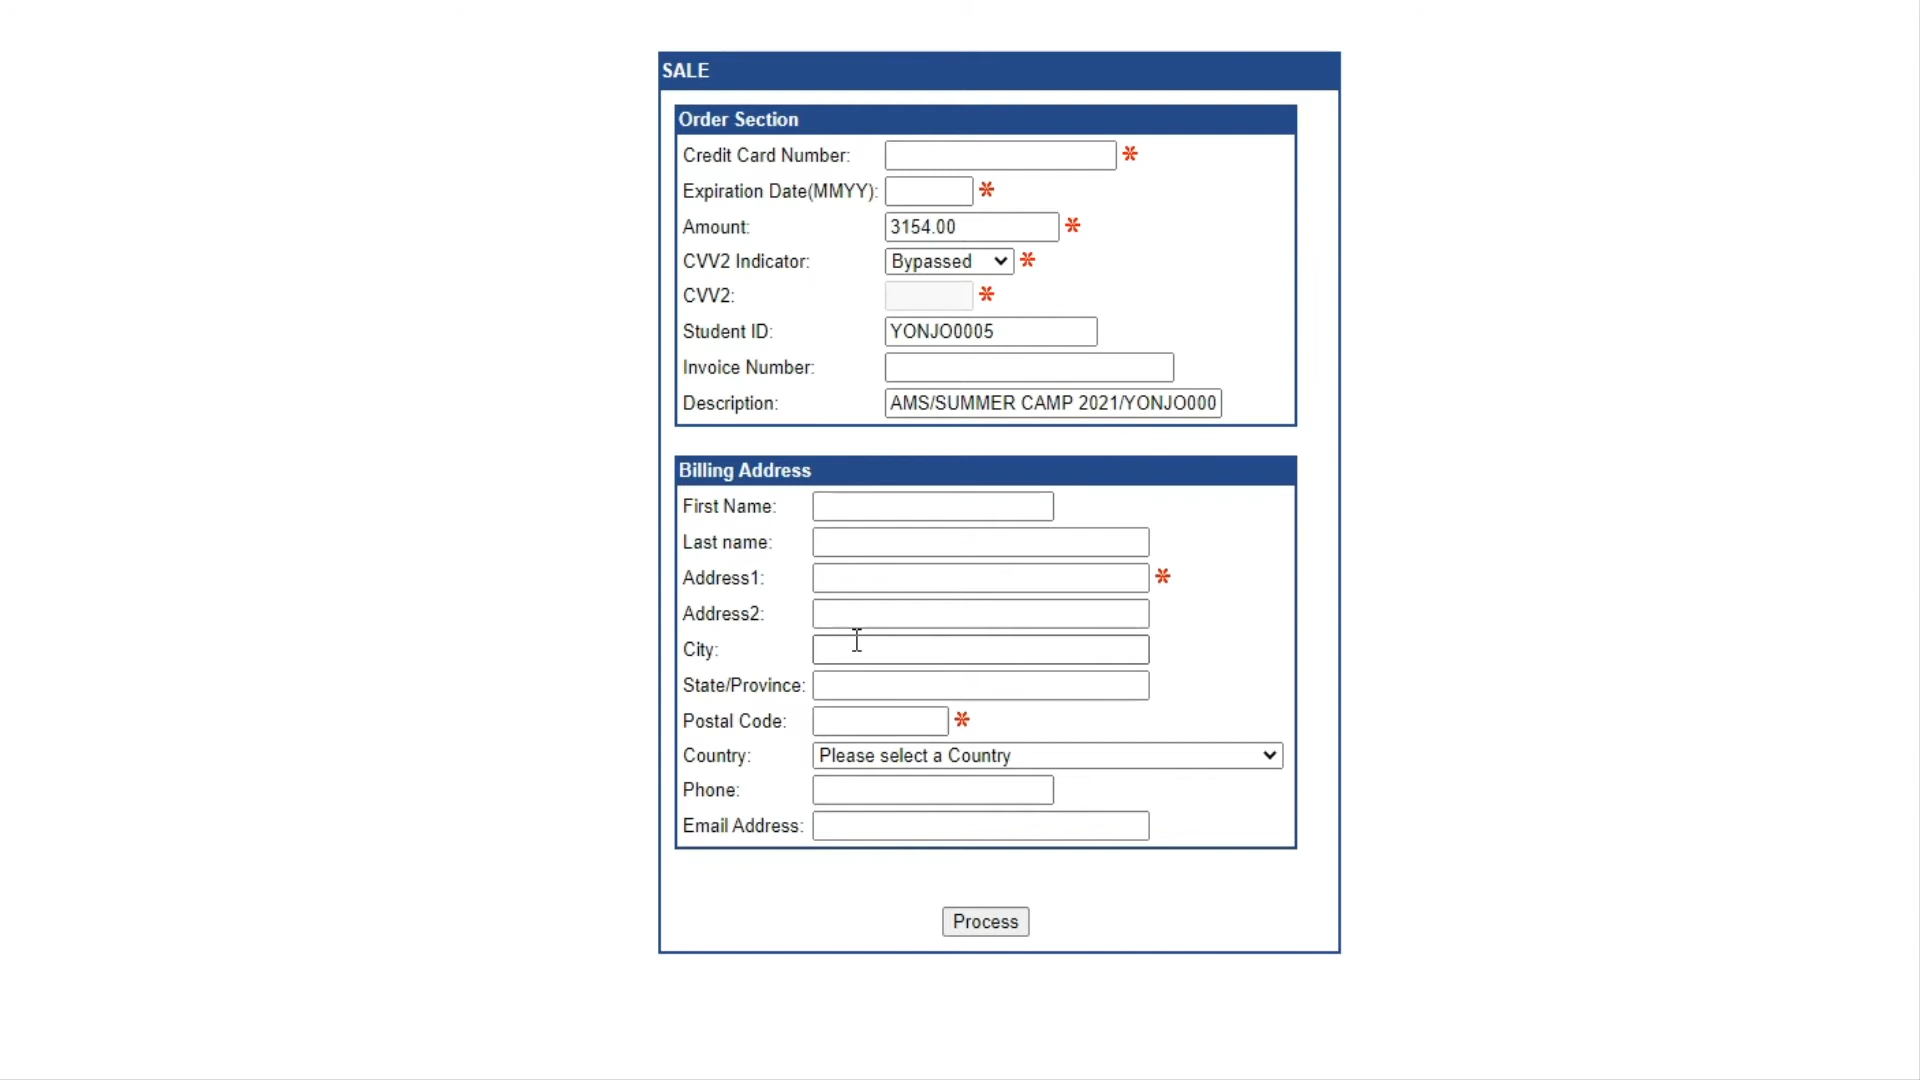 SALE
Order Section
Credit Card Number: *
Expiration Date(MMYY): *
Amount: 3154.00 *
CVV2 Indicator: Bypassed *
CVV2: *
Student ID: YONJO0005
Invoice Number:
Description: AMS/SUMMER CAMP 2021/YONJO000
Billing Address
First Name:
Last name:
Address1: *
Address2:
City:
State/Province:
Postal Code: *
Country: Please select a Country
Phone:
Email Address:
Process